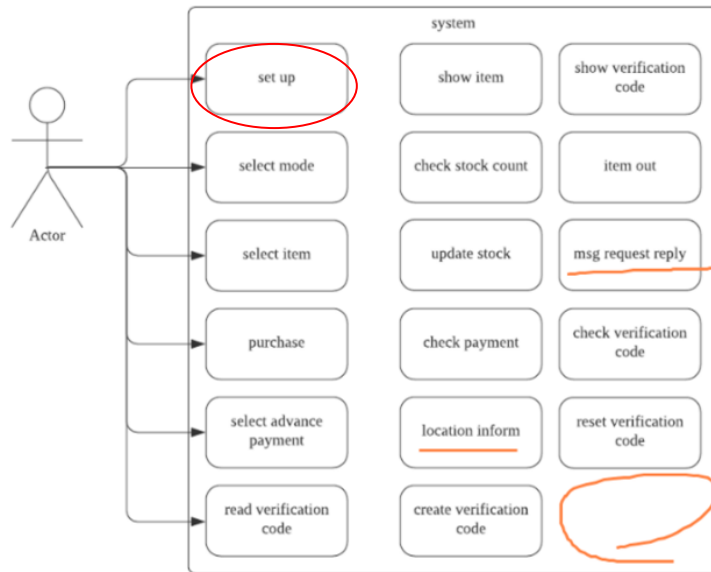 system
set up
show item
show verification
code
select mode
check stock count
item out
Actor
select item
update stock
msg request reply
purchase
check payment
check verification
code
select advance
payment
location inform
reset verification
code
read verification
code
create verification
code